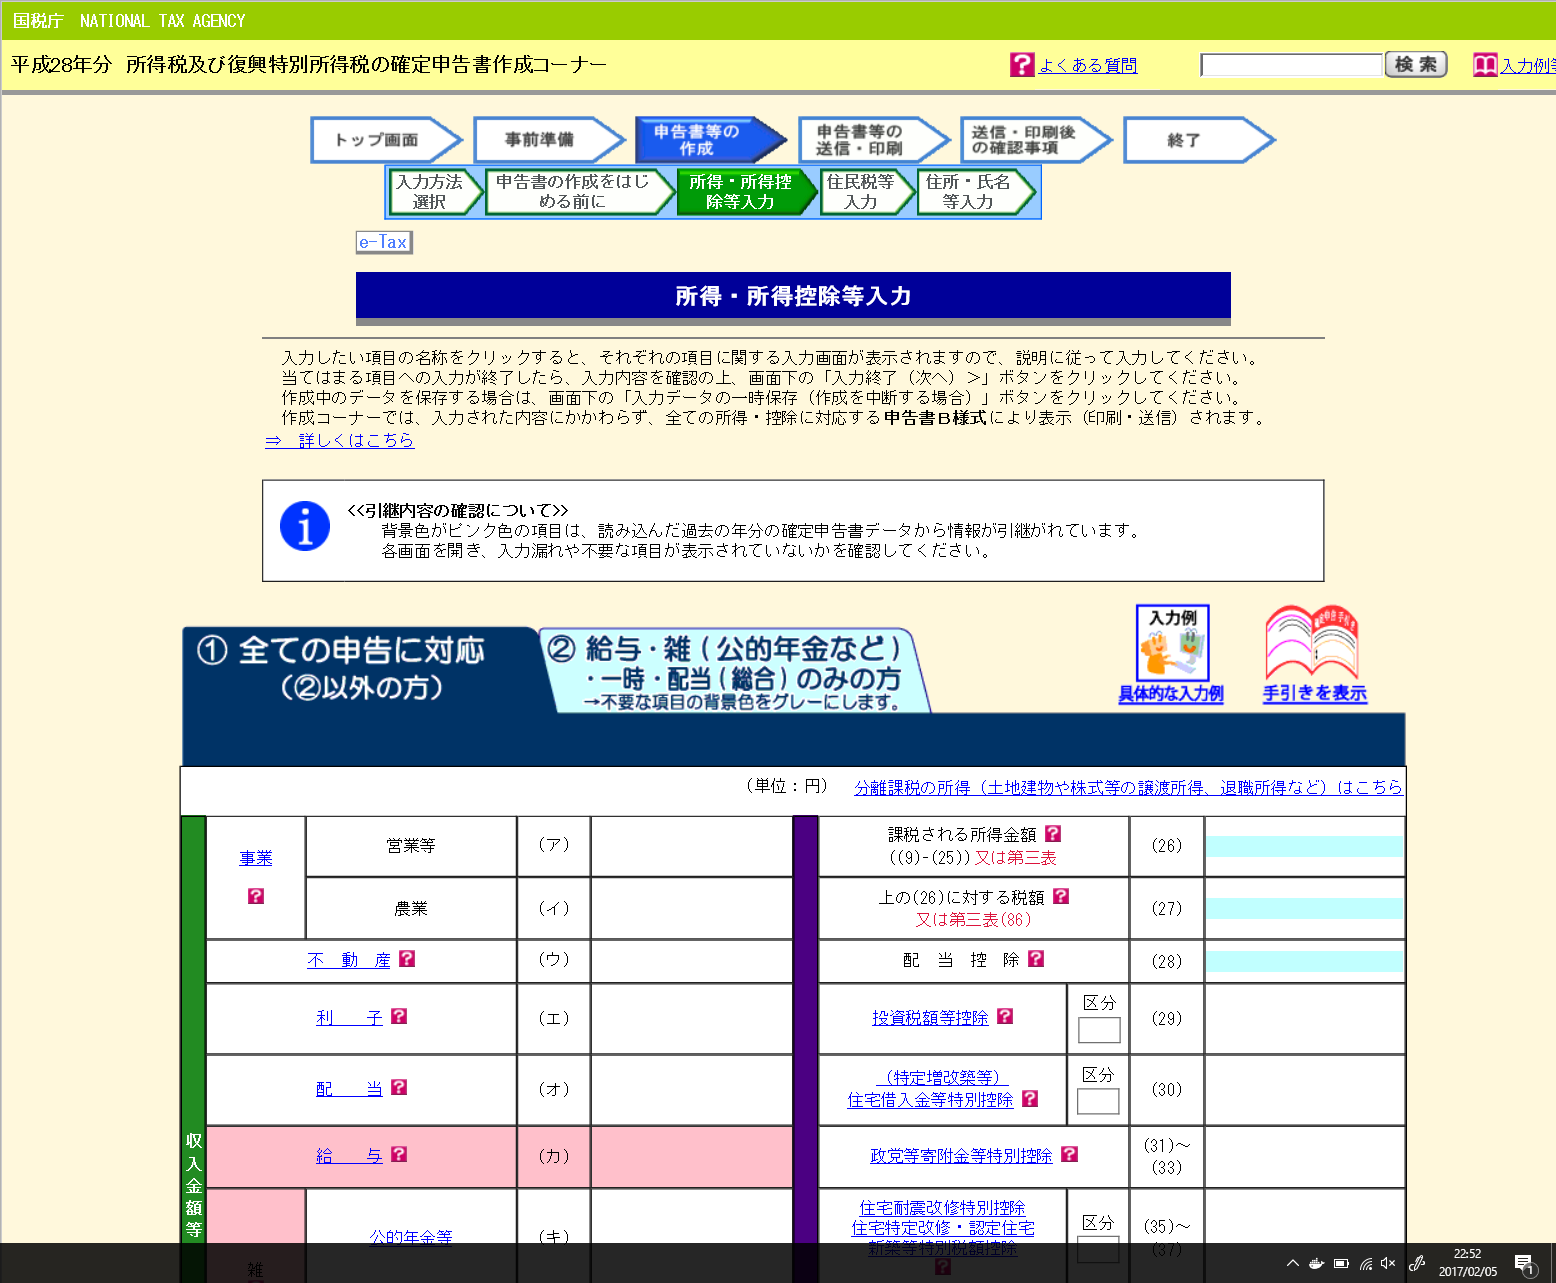 国税庁　NATIONAL TAX AGENCY
平成28年分　所得税及び復興特別所得税の確定申告書作成コーナー
よくある質問
検 索
入力例
トップ画面
事前準備
申告書等の
作成
申告書等の
送信・印刷
送信・印刷後
の確認事項
終了
入力方法
選択
申告書の作成をはじ
める前に
所得・所得控
除等入力
住民税等
入力
住所・氏名
等入力
e-Tax
所得・所得控除等入力
入力したい項目の名称をクリックすると、それぞれの項目に関する入力画面が表示されますので、説明に従って入力してください。
当てはまる項目への入力が終了したら、入力内容を確認の上、画面下の「入力終了（次へ）＞」ボタンをクリックしてください。
作成中のデータを保存する場合は、画面下の「入力データの一時保存（作成を中断する場合）」ボタンをクリックしてください。
作成コーナーでは、入力された内容にかかわらず、全ての所得・控除に対応する申告書Ｂ様式により表示（印刷・送信）されます。
⇒　詳しくはこちら
<<引継内容の確認について>>
背景色がピンク色の項目は、読み込んだ過去の年分の確定申告書データから情報が引継がれています。
各画面を開き、入力漏れや不要な項目が表示されていないかを確認してください。
① 全ての申告に対応
（②以外の方）
② 給与・雑（公的年金など）
・一時・配当（総合）のみの方
→不要な項目の背景色をグレーにします。
入力例
具体的な入力例
確定申告手引き
手引きを表示
（単位：円）　分離課税の所得（土地建物や株式等の譲渡所得、退職所得など）はこちら
収入金額等
事業
営業等　（ア）
農業　（イ）
不　動　産　（ウ）
利　　子　（エ）
配　　当　（オ）
給　　与　（カ）
雑
公的年金等　（キ）
課税される所得金額
((9)-(25)) 又は第三表
(26)
上の(26)に対する税額
又は第三表(86)
(27)
配　当　控　除　(28)
投資税額等控除　区分　(29)
（特定増改築等）
住宅借入金等特別控除
区分　(30)
政党等寄附金等特別控除
(31)～
(33)
住宅耐震改修特別控除
住宅特定改修・認定住宅
新築等特別税額控除
区分
(35)～
(37)
22:52
2017/02/05
1